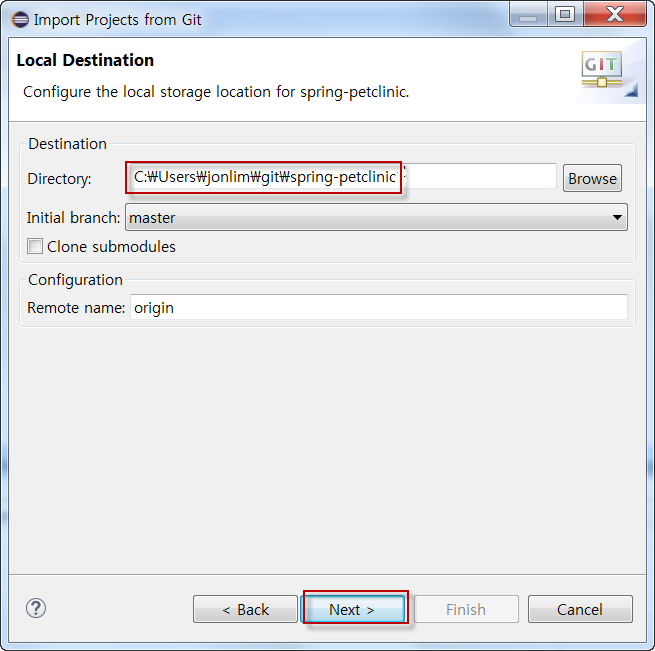 Import Projects from Git
Local Destination
Configure the local storage location for spring-petclinic.
GIT
Destination
Directory: C:₩Users₩jonlim₩git₩spring-petclinic
Browse
Initial branch: master
Clone submodules
Configuration
Remote name: origin
? < Back Next > Finish Cancel